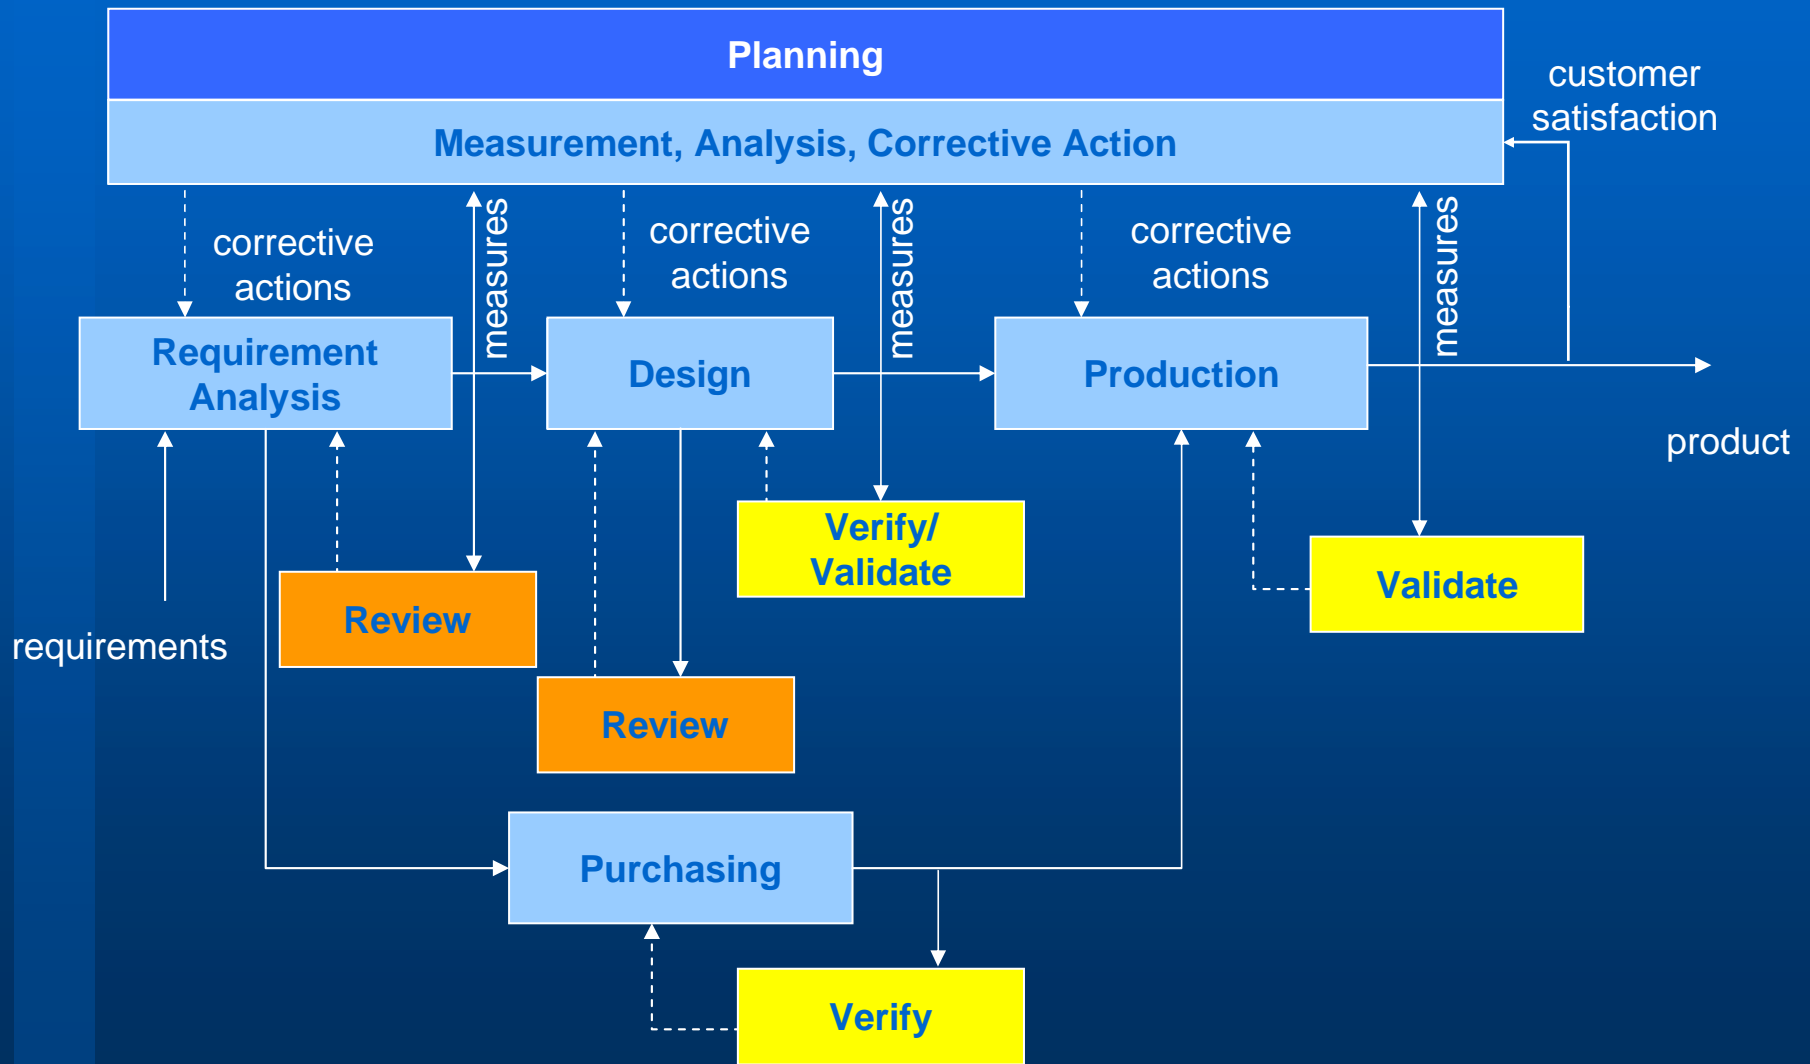 Planning
customer
satisfaction
Measurement, Analysis, Corrective Action
corrective
actions
measures
corrective
actions
measures
corrective
actions
measures
Requirement
Analysis
Design
Production
product
Verify/
Validate
Validate
Review
requirements
Review
Purchasing
Verify